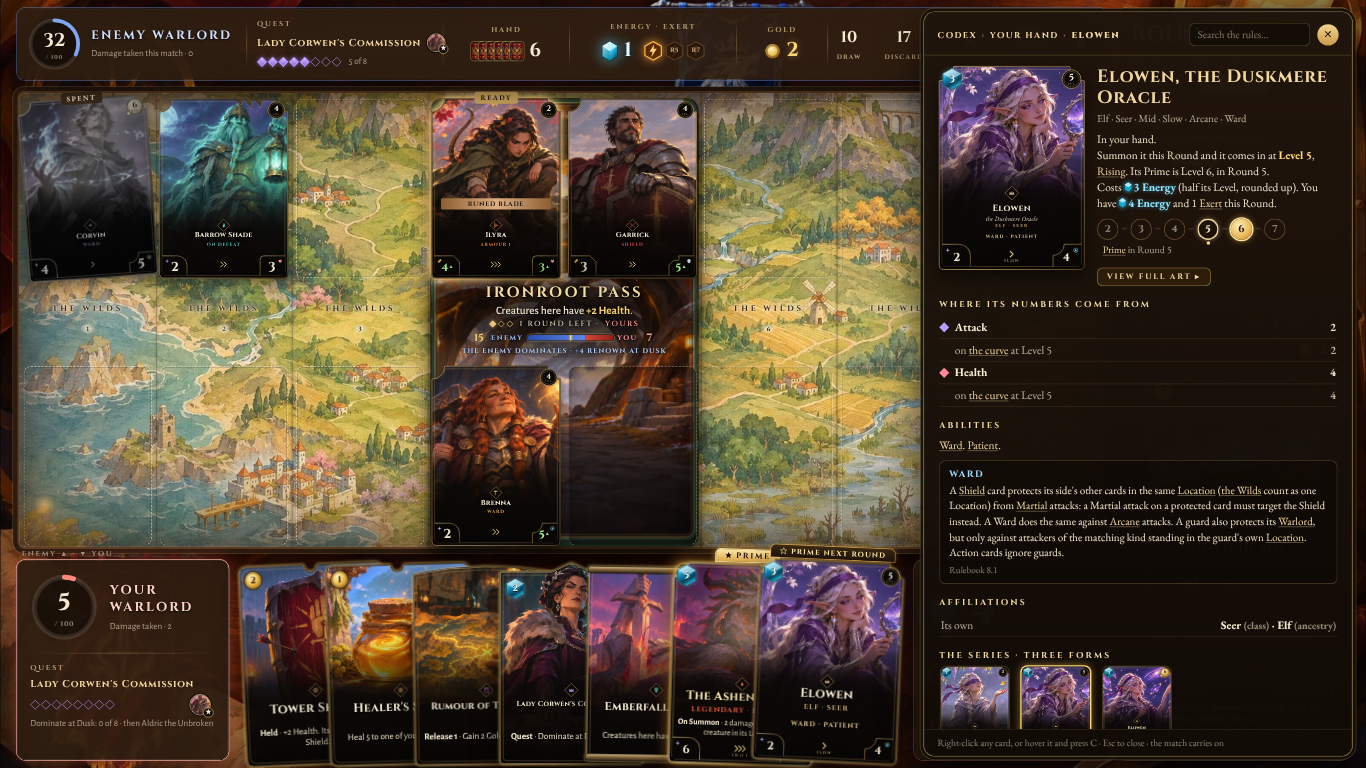 32
/ 100
ENEMY WARLORD
Damage taken this match · 0
QUEST
LADY CORWEN'S COMMISSION
5 of 8
HAND
6
ENERGY · EXERT
1
R5
R7
GOLD
2
10
DRAW
17
DISCARD
SPENT
6
CORVIN
WARD
4
5
4
BARROW SHADE
ON DEFEAT
2
3
READY
2
RUNED BLADE
ILYRA
ARMOUR 1
4
3
4
GARRICK
SHIELD
3
5
THE WILDS
1
THE WILDS
2
THE WILDS
3
IRONROOT PASS
Creatures here have +2 Health.
1 ROUND LEFT · YOURS
15 ENEMY
YOU 7
THE ENEMY DOMINATES · +4 RENOWN AT DUSK
THE WILDS
6
THE WILDS
7
4
BRENNA
WARD
2
5
ENEMY ▲ · ▼ YOU
5
/ 100
YOUR WARLORD
Damage taken · 2
QUEST
LADY CORWEN'S COMMISSION
Dominate at Dusk: 0 of 8 · then Aldric the Unbroken
★ PRIME
☆ PRIME NEXT ROUND
2
TOWER S
Held · +2 Health. Its
Shield.
1
HEALER'S
Heal 5 to one of yo
RUMOUR OF T
Release 1 · Gain 2 Gol
2
LADY CORWEN'S CO
Quest · Dominate at D
EMBERFALL
Creatures here hav
5
THE ASHEN
LEGENDARY ·
On Summon · 2 damag
creature in its L
6
3
5
ELOWEN
ELF · SEER
WARD · PATIENT
2
SLOW
4
CODEX › YOUR HAND › ELOWEN
Search the rules...
✕
3
5
ELOWEN
the Duskmere Oracle
ELF · SEER
WARD · PATIENT
2
SLOW
4
ELOWEN, THE DUSKMERE ORACLE
Elf · Seer · Mid · Slow · Arcane · Ward
In your hand.
Summon it this Round and it comes in at Level 5,
Rising. Its Prime is Level 6, in Round 5.
Costs 3 Energy (half its Level, rounded up). You
have 4 Energy and 1 Exert this Round.
2 3 4 5 6 7
Prime in Round 5
VIEW FULL ART ▸
WHERE ITS NUMBERS COME FROM
Attack 2
on the curve at Level 5 2
Health 4
on the curve at Level 5 4
ABILITIES
Ward. Patient.
WARD
A Shield card protects its side's other cards in the same Location (the Wilds count as one
Location) from Martial attacks: a Martial attack on a protected card must target the Shield
instead. A Ward does the same against Arcane attacks. A guard also protects its Warlord,
but only against attackers of the matching kind standing in the guard's own Location.
Action cards ignore guards.
Rulebook 8.1
AFFILIATIONS
Its own Seer (class) · Elf (ancestry)
THE SERIES · THREE FORMS
Right-click any card, or hover it and press C · Esc to close · the match carries on